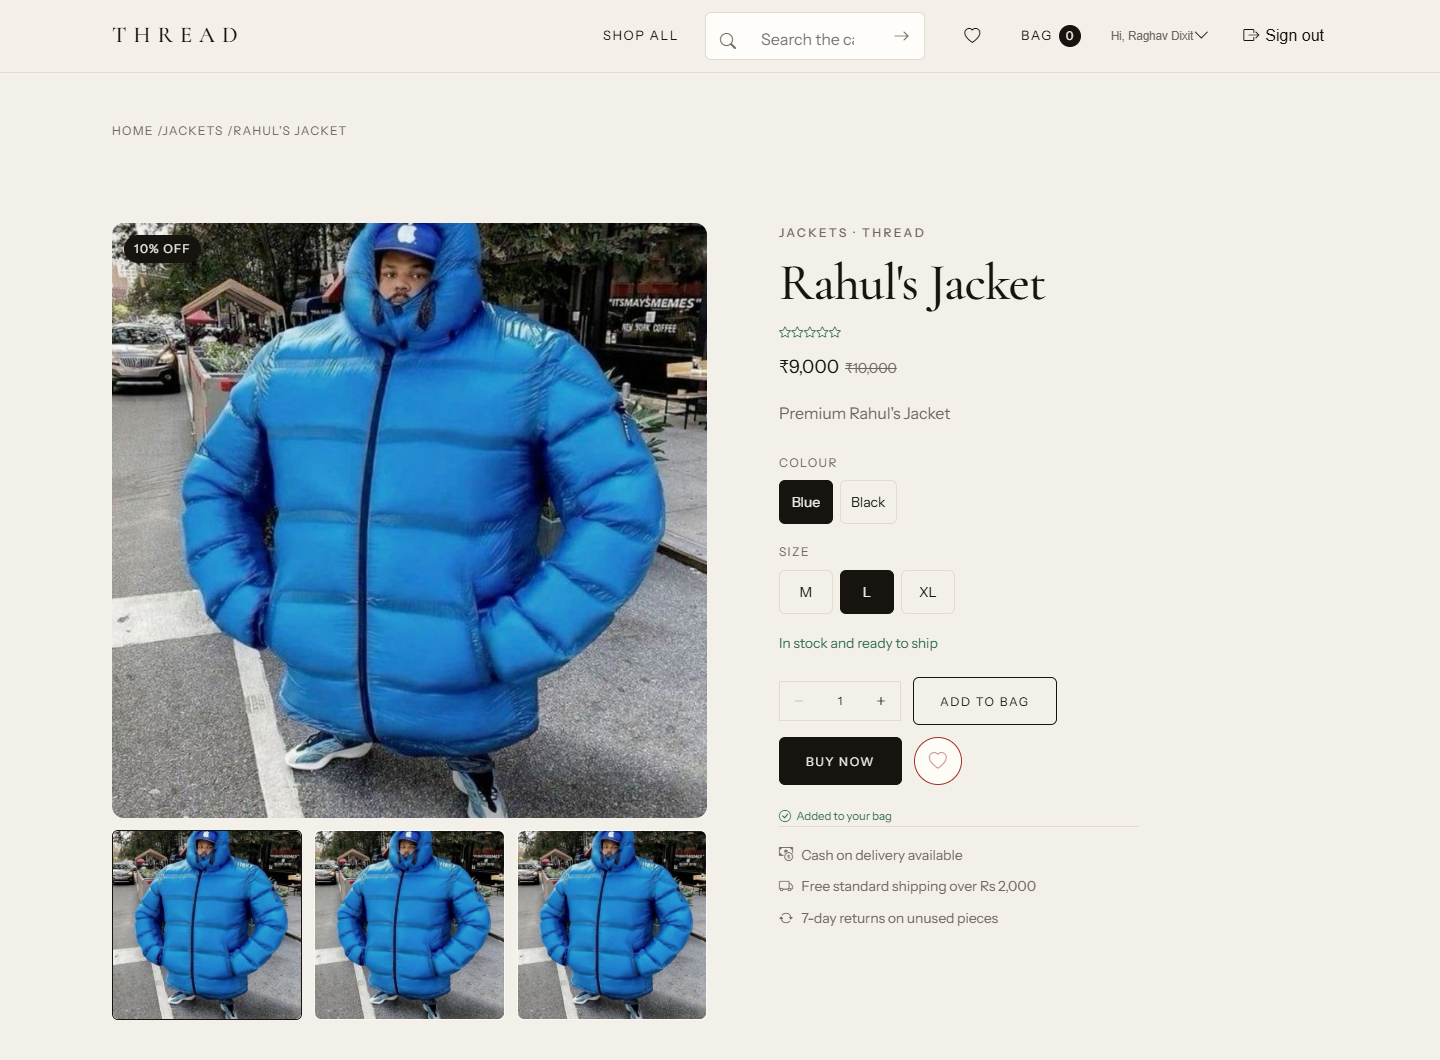 THREAD
SHOP ALL
Search the ca
BAG 0
Hi, Raghav Dixit
Sign out
HOME /JACKETS /RAHUL'S JACKET
10% OFF
"ITSMAYSMEMES"
NEW YORK COFFEE
JACKETS · THREAD
Rahul's Jacket
₹9,000 ₹10,000
Premium Rahul's Jacket
COLOUR
Blue Black
SIZE
M L XL
In stock and ready to ship
− 1 + ADD TO BAG
BUY NOW
Added to your bag
Cash on delivery available
Free standard shipping over Rs 2,000
7-day returns on unused pieces